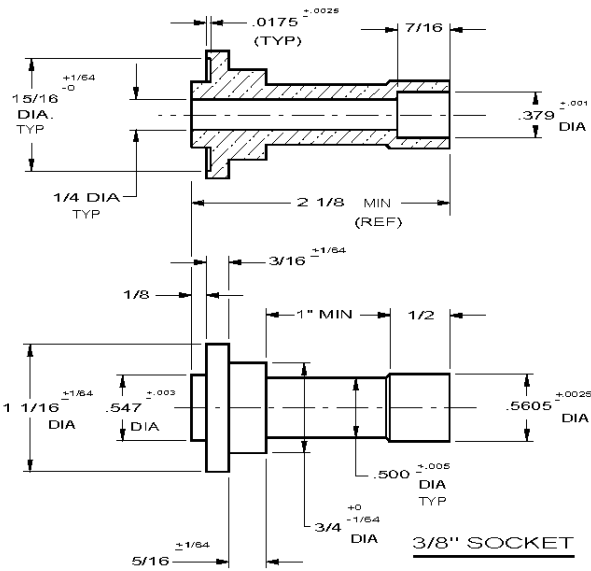 .0175 ±.0025
(TYP)
7/16
15/16 +1/64 -0
DIA.
TYP
.379 ±.001
DIA
1/4 DIA
TYP
2 1/8 MIN
(REF)
3/16 ±1/64
1/8
1" MIN
1/2
1 1/16 ±1/64
DIA
.547 ±.003
DIA
.5605 ±.0025
DIA
.500 ±.005
DIA
TYP
3/4 +0 -1/64
DIA
5/16 ±1/64
3/8" SOCKET